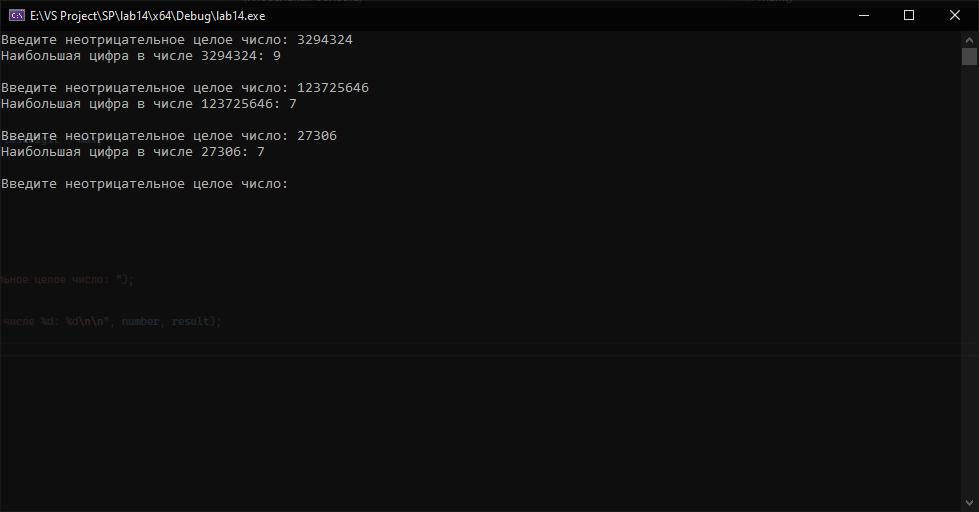 E:\VS Project\SP\lab14\x64\Debug\lab14.exe
Введите неотрицательное целое число: 3294324
Наибольшая цифра в числе 3294324: 9
Введите неотрицательное целое число: 123725646
Наибольшая цифра в числе 123725646: 7
Введите неотрицательное целое число: 27306
Наибольшая цифра в числе 27306: 7
Введите неотрицательное целое число:
целое число: ");
числе %d: %d\n\n", number, result);